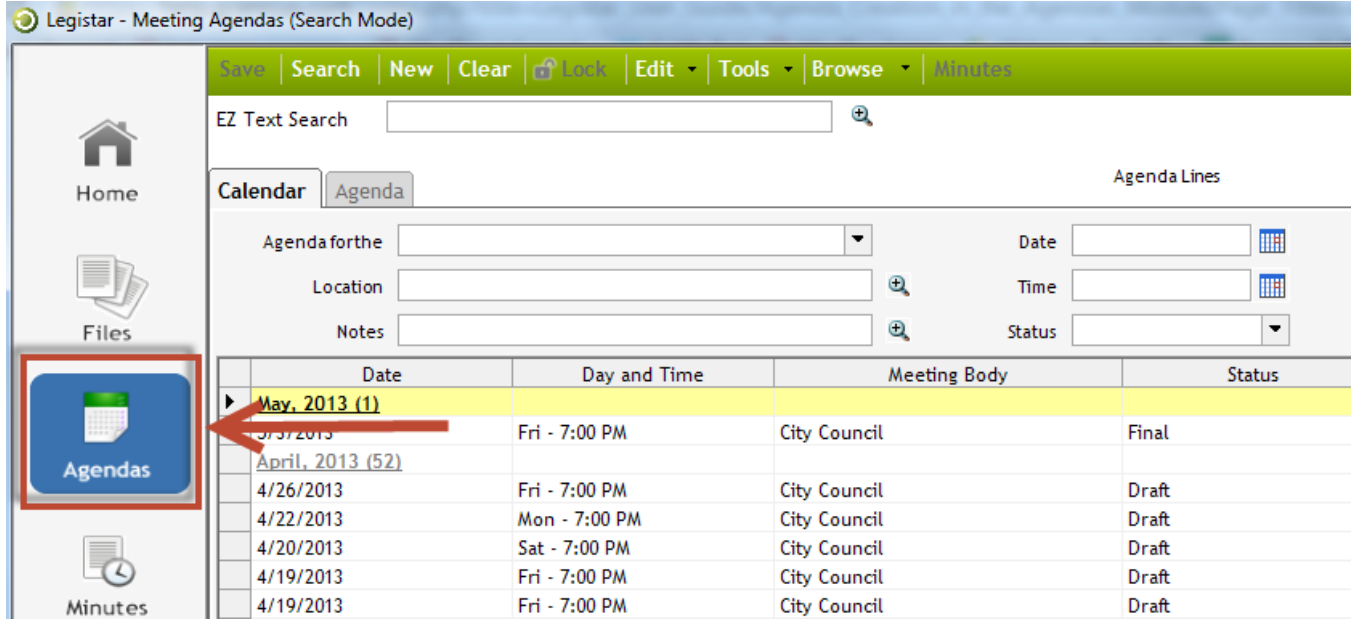 Legistar - Meeting Agendas (Search Mode)
Save Search New Clear Lock Edit Tools Browse Minutes
EZ Text Search
Home
Calendar Agenda Agenda Lines
Agenda forthe Date
Location Time
Files
Notes Status
Date Day and Time Meeting Body Status
May, 2013 (1)
Fri - 7:00 PM City Council Final
April, 2013 (52)
Agendas
4/26/2013 Fri - 7:00 PM City Council Draft
4/22/2013 Mon - 7:00 PM City Council Draft
4/20/2013 Sat - 7:00 PM City Council Draft
4/19/2013 Fri - 7:00 PM City Council Draft
Minutes
4/19/2013 Fri - 7:00 PM City Council Draft